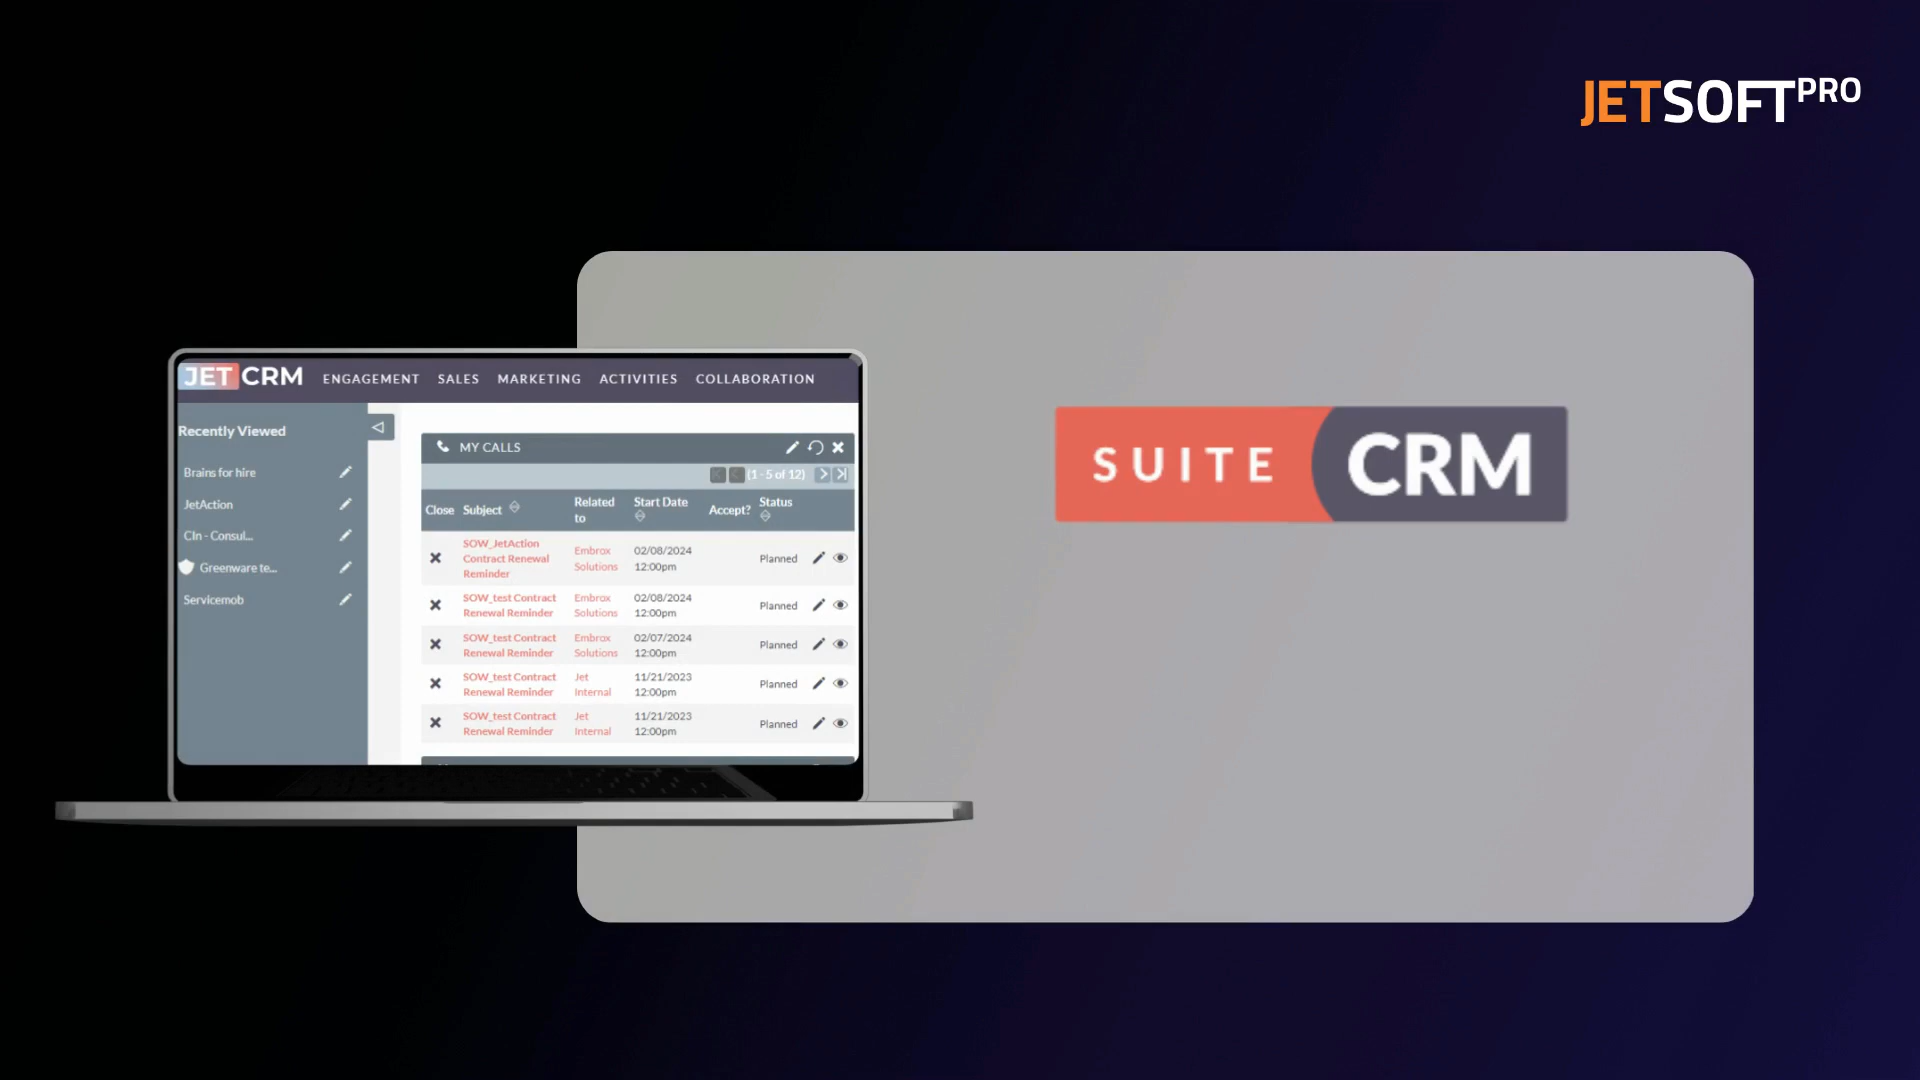 JETSOFTPRO
JET CRM ENGAGEMENT SALES MARKETING ACTIVITIES COLLABORATION
Recently Viewed
Brains for hire
JetAction
CIn - Consul...
Greenware te...
Servicemob
MY CALLS
(1 - 5 of 12)
Close Subject Related to Start Date Accept? Status
SOW_JetAction Contract Renewal Reminder Embrox Solutions 02/08/2024 12:00pm Planned
SOW_test Contract Renewal Reminder Embrox Solutions 02/08/2024 12:00pm Planned
SOW_test Contract Renewal Reminder Embrox Solutions 02/07/2024 12:00pm Planned
SOW_test Contract Renewal Reminder Jet Internal 11/21/2023 12:00pm Planned
SOW_test Contract Renewal Reminder Jet Internal 11/21/2023 12:00pm Planned
SUITE CRM